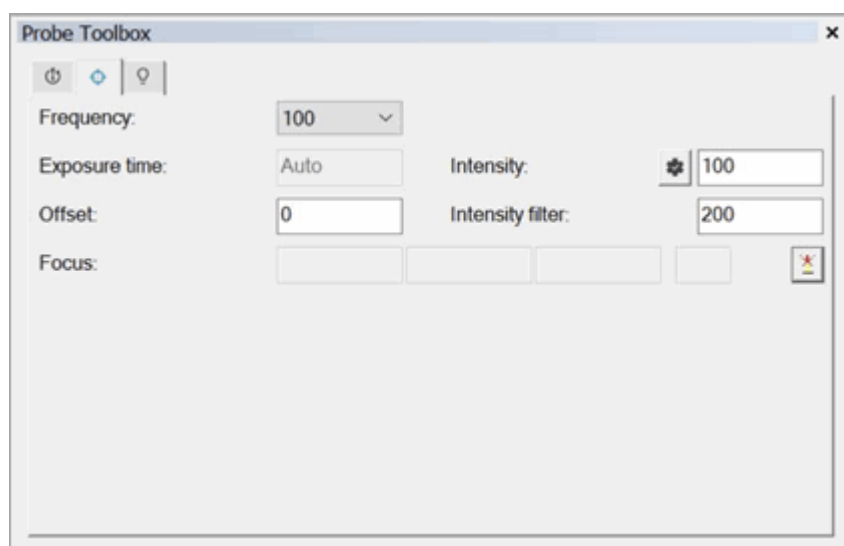 Probe Toolbox
Frequency: 100
Exposure time: Auto Intensity: 100
Offset: 0 Intensity filter: 200
Focus: